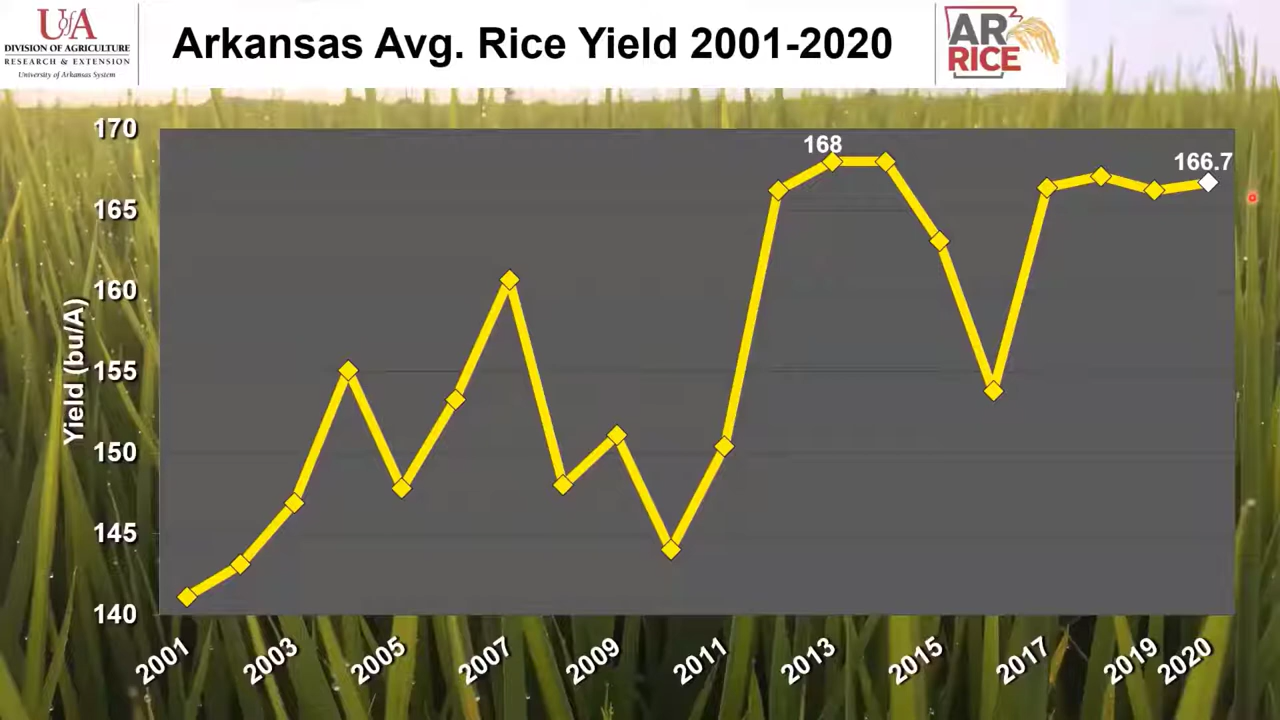 UofA
DIVISION OF AGRICULTURE
RESEARCH & EXTENSION
University of Arkansas System
Arkansas Avg. Rice Yield 2001-2020
AR
RICE
170
165
160
155
150
145
140
Yield (bu/A)
168
166.7
2001
2003
2005
2007
2009
2011
2013
2015
2017
2019
2020